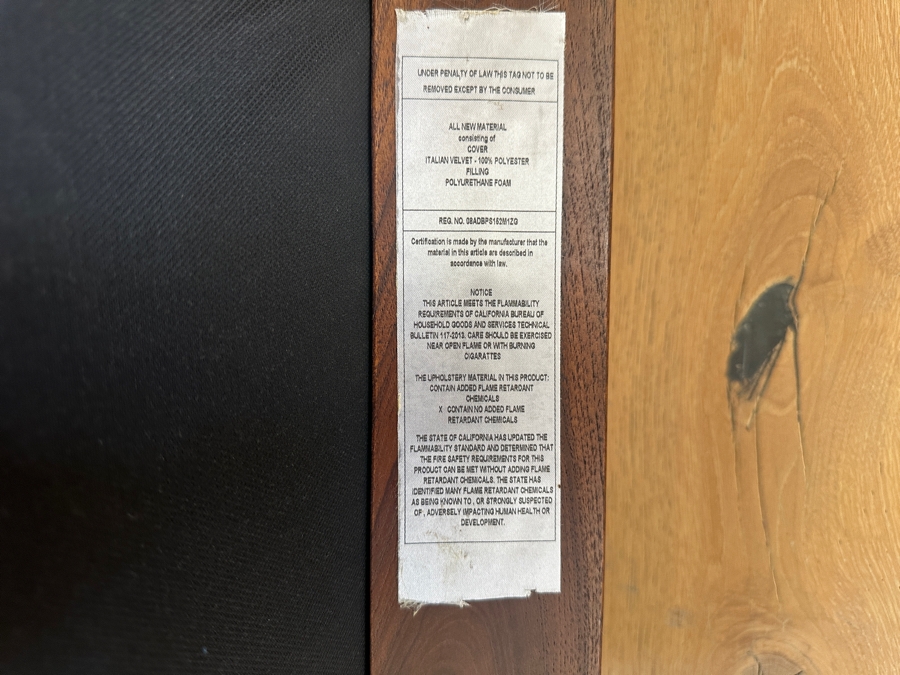 UNDER PENALTY OF LAW THIS TAG NOT TO BE
REMOVED EXCEPT BY THE CONSUMER
ALL NEW MATERIAL
consisting of
COVER
ITALIAN VELVET - 100% POLYESTER
FILLING
POLYURETHANE FOAM
REG. NO. 08ADBPS152M1ZG
Certification is made by the manufacturer that the
material in this article are described in
accordance with law.
NOTICE
THIS ARTICLE MEETS THE FLAMMABILITY
REQUIREMENTS OF CALIFORNIA BUREAU OF
HOUSEHOLD GOODS AND SERVICES TECHNICAL
BULLETIN 117-2013. CARE SHOULD BE EXERCISED
NEAR OPEN FLAME OR WITH BURNING
CIGARATTES
THE UPHOLSTERY MATERIAL IN THIS PRODUCT:
CONTAIN ADDED FLAME RETARDANT
CHEMICALS
X CONTAIN NO ADDED FLAME
RETARDANT CHEMICALS
THE STATE OF CALIFORNIA HAS UPDATED THE
FLAMMABILITY STANDARD AND DETERMINED THAT
THE FIRE SAFETY REQUIREMENTS FOR THIS
PRODUCT CAN BE MET WITHOUT ADDING FLAME
RETARDANT CHEMICALS. THE STATE HAS
IDENTIFIED MANY FLAME RETARDANT CHEMICALS
AS BEING KNOWN TO , OR STRONGLY SUSPECTED
OF , ADVERSELY IMPACTING HUMAN HEALTH OR
DEVELOPMENT.